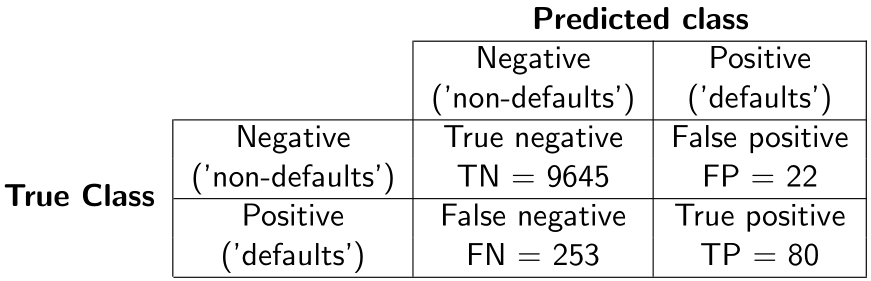 Predicted class
Negative Positive
('non-defaults') ('defaults')
Negative True negative False positive
('non-defaults') TN = 9645 FP = 22
True Class
Positive False negative True positive
('defaults') FN = 253 TP = 80